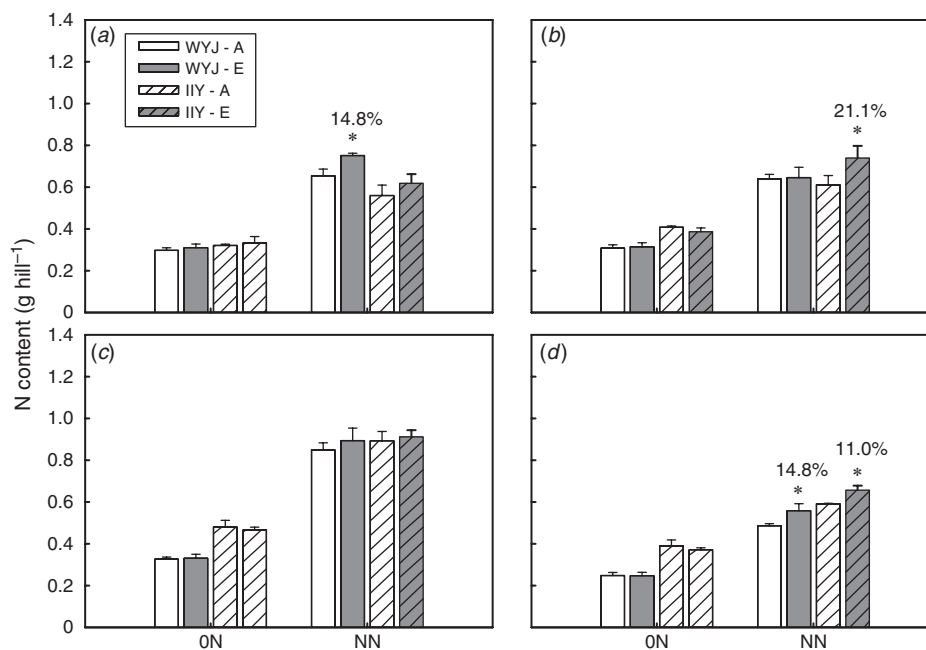 (a)
WYJ - A
WYJ - E
IIY - A
IIY - E
14.8%
*
1.4
1.2
1.0
0.8
0.6
0.4
0.2
0
(b)
21.1%
*
N content (g hill⁻¹)
(c)
1.4
1.2
1.0
0.8
0.6
0.4
0.2
0
0N NN
(d)
14.8%
*
11.0%
*
0N NN